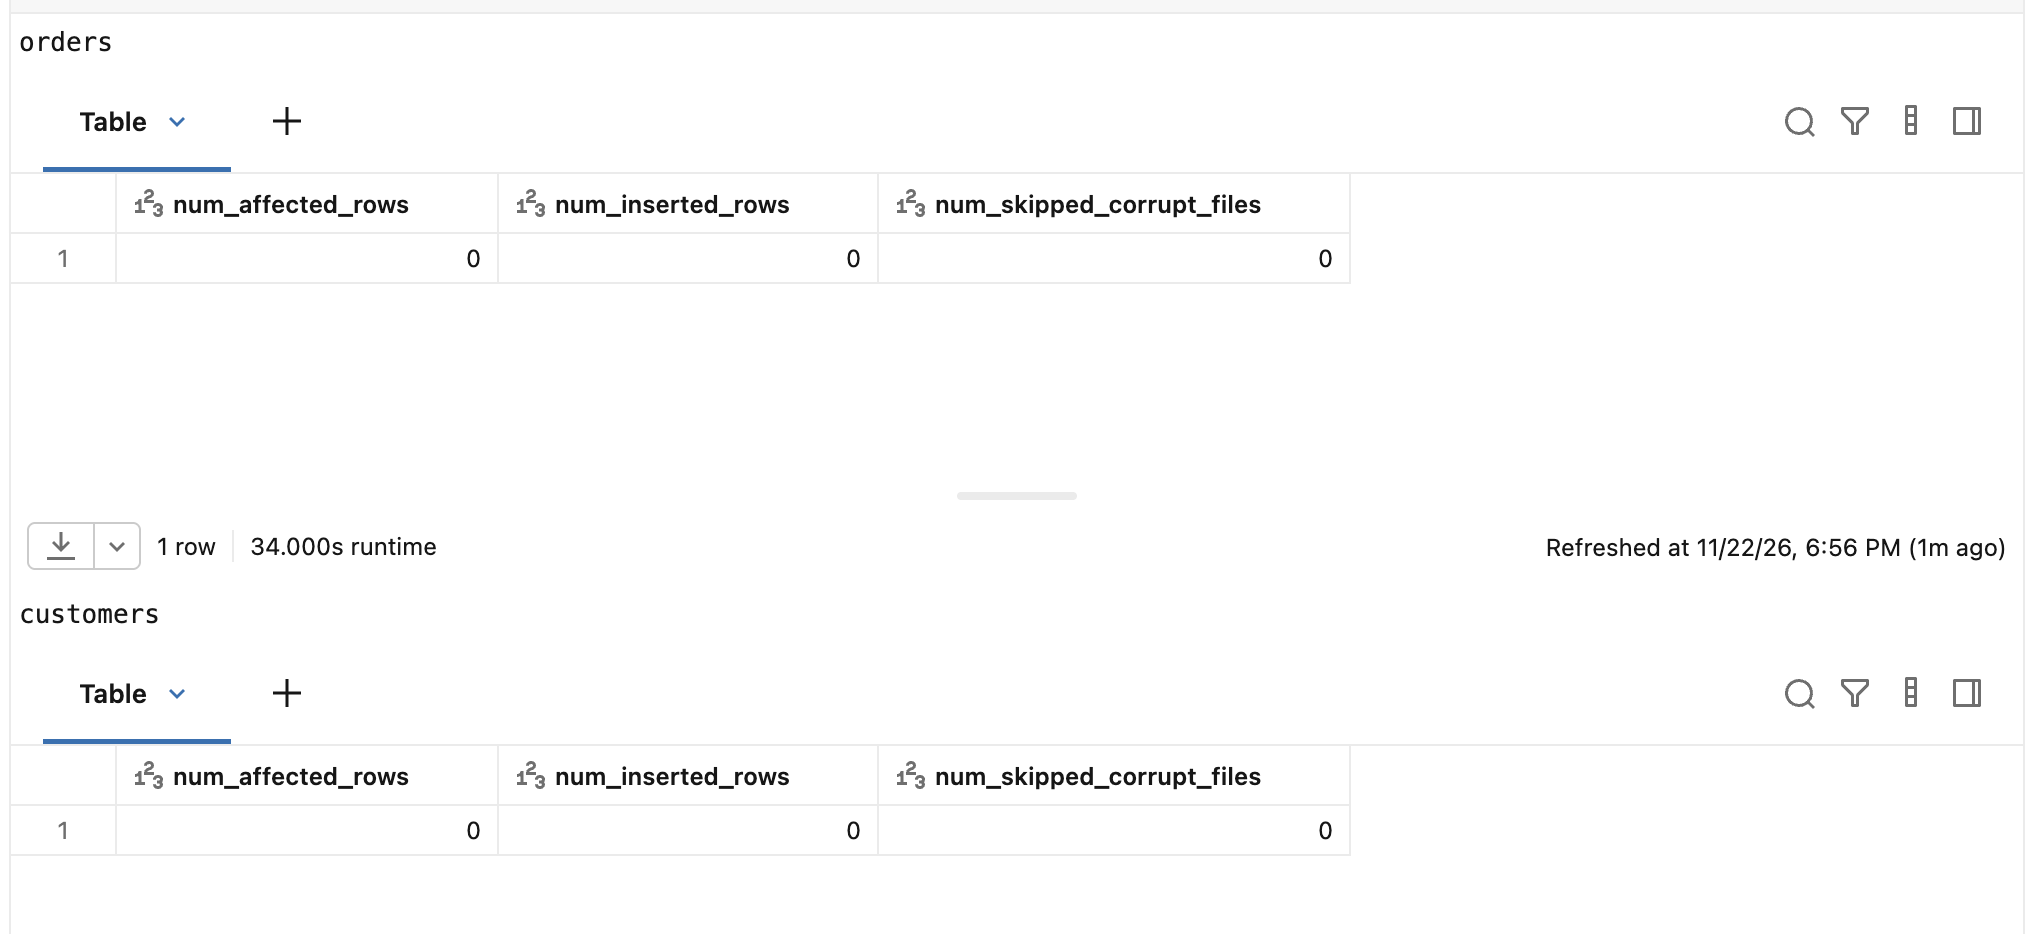 orders
Table
num_affected_rows num_inserted_rows num_skipped_corrupt_files
1 0 0 0
1 row 34.000s runtime Refreshed at 11/22/26, 6:56 PM (1m ago)
customers
Table
num_affected_rows num_inserted_rows num_skipped_corrupt_files
1 0 0 0